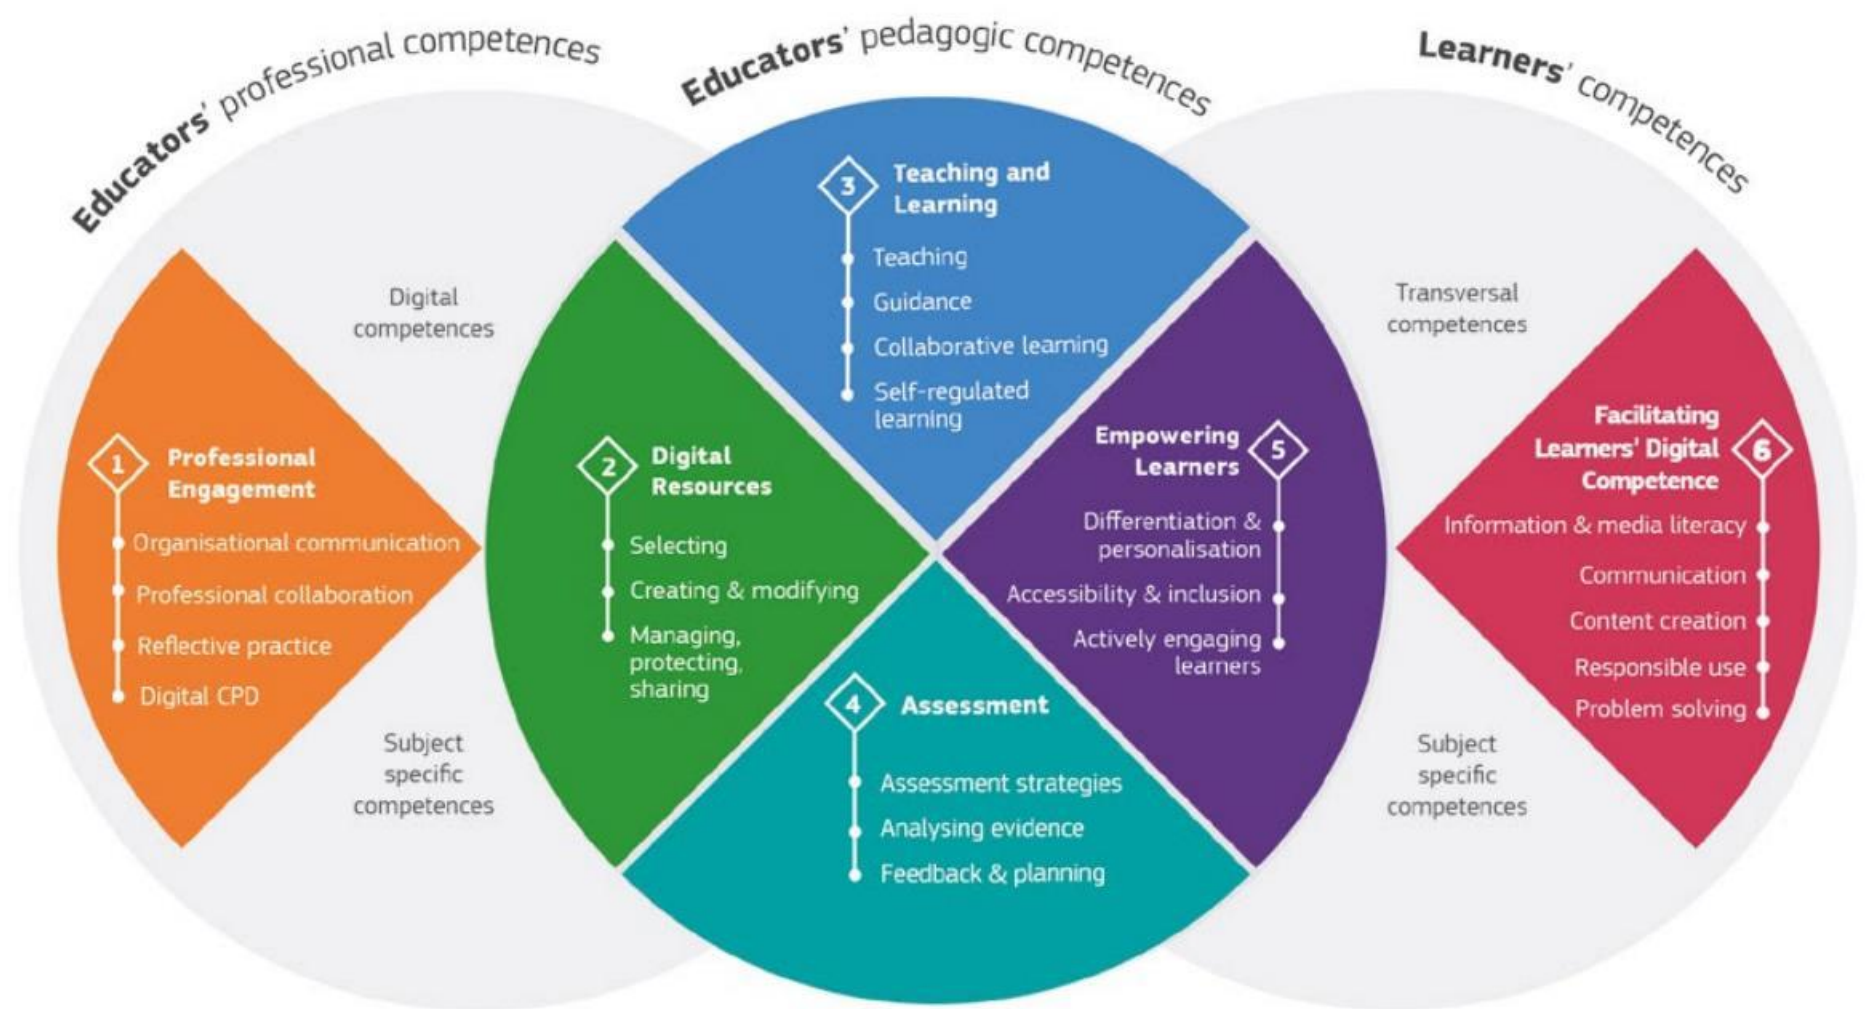 Educators' professional competences
Educators' pedagogic competences
Learners' competences
Digital
competences
Subject
specific
competences
1
Professional
Engagement
Organisational communication
Professional collaboration
Reflective practice
Digital CPD
2
Digital
Resources
Selecting
Creating & modifying
Managing,
protecting,
sharing
3
Teaching and
Learning
Teaching
Guidance
Collaborative learning
Self-regulated
learning
4
Assessment
Assessment strategies
Analysing evidence
Feedback & planning
5
Empowering
Learners
Differentiation &
personalisation
Accessibility & inclusion
Actively engaging
learners
Transversal
competences
Subject
specific
competences
6
Facilitating
Learners' Digital
Competence
Information & media literacy
Communication
Content creation
Responsible use
Problem solving